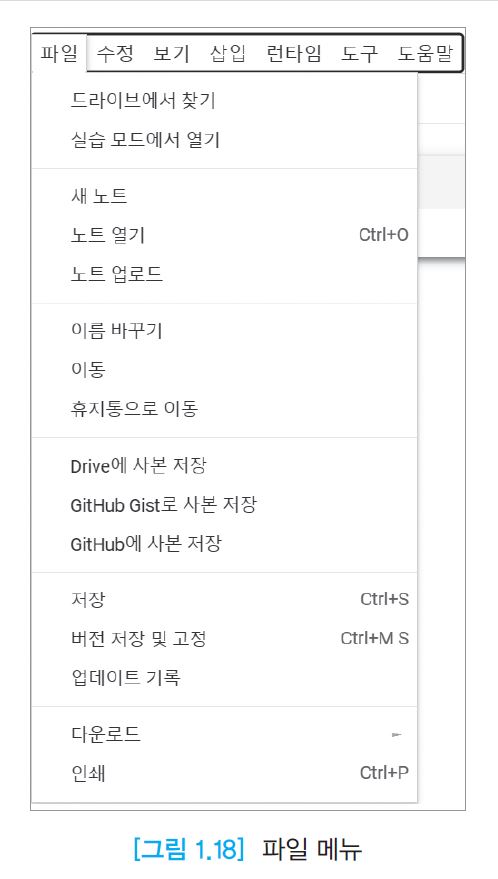 파일 수정 보기 삽입 런타임 도구 도움말
드라이브에서 찾기
실습 모드에서 열기
새 노트
노트 열기 Ctrl+O
노트 업로드
이름 바꾸기
이동
휴지통으로 이동
Drive에 사본 저장
GitHub Gist로 사본 저장
GitHub에 사본 저장
저장 Ctrl+S
버전 저장 및 고정 Ctrl+M S
업데이트 기록
다운로드 ►
인쇄 Ctrl+P
[그림 1.18] 파일 메뉴